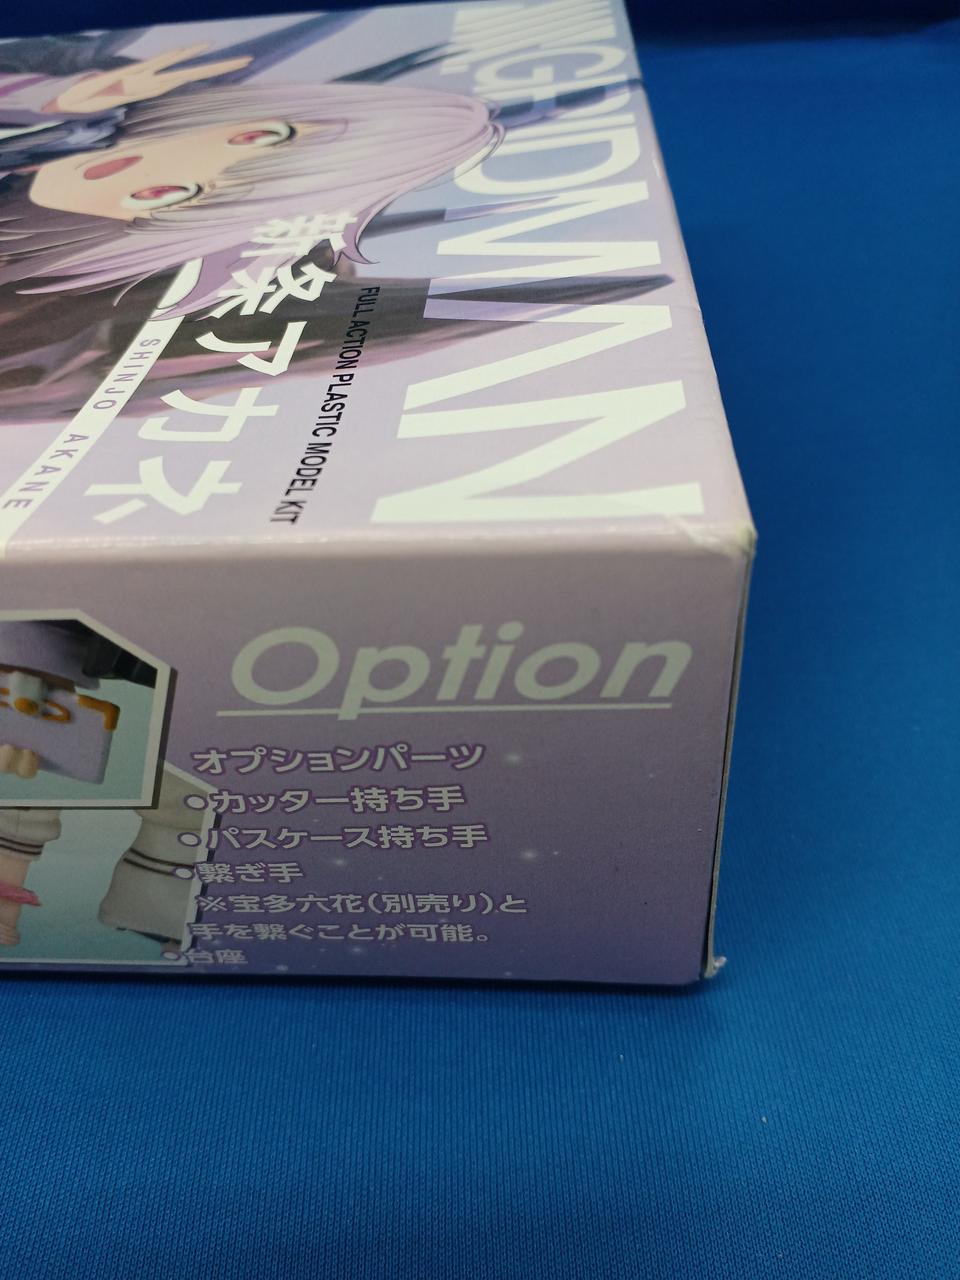 GRIDMAN
FULL ACTION PLASTIC MODEL KIT
新条アカネ
SHINJO AKANE
Option
オプションパーツ
●カッター持ち手
●パスケース持ち手
●繋ぎ手
※宝多六花(別売り)と
手を繋ぐことが可能。
●台座